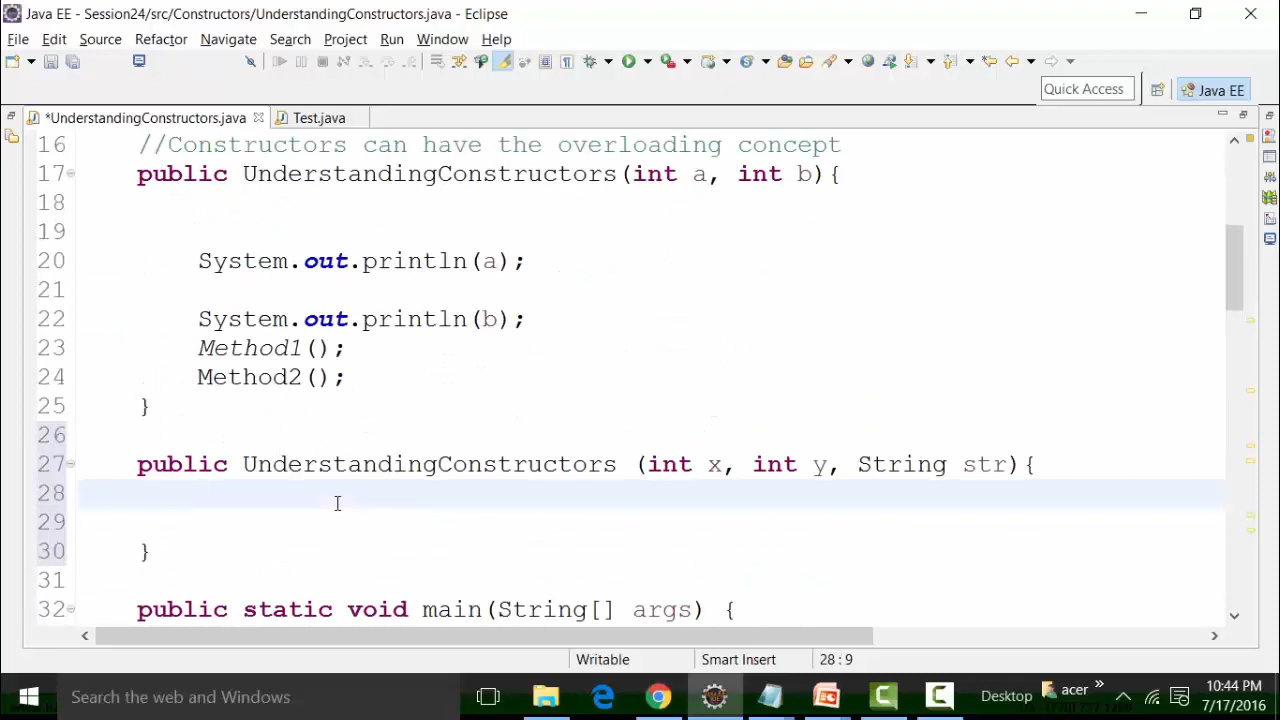 Java EE - Session24/src/Constructors/UnderstandingConstructors.java - Eclipse
File Edit Source Refactor Navigate Search Project Run Window Help
Quick Access
Java EE
*UnderstandingConstructors.java
Test.java
16 //Constructors can have the overloading concept
17 public UnderstandingConstructors(int a, int b){
18
19
20 System.out.println(a);
21
22 System.out.println(b);
23 Method1();
24 Method2();
25 }
26
27 public UnderstandingConstructors (int x, int y, String str){
28
29
30 }
31
32 public static void main(String[] args) {
Writable Smart Insert 28 : 9
Search the web and Windows
Desktop
acer
10:44 PM
7/17/2016